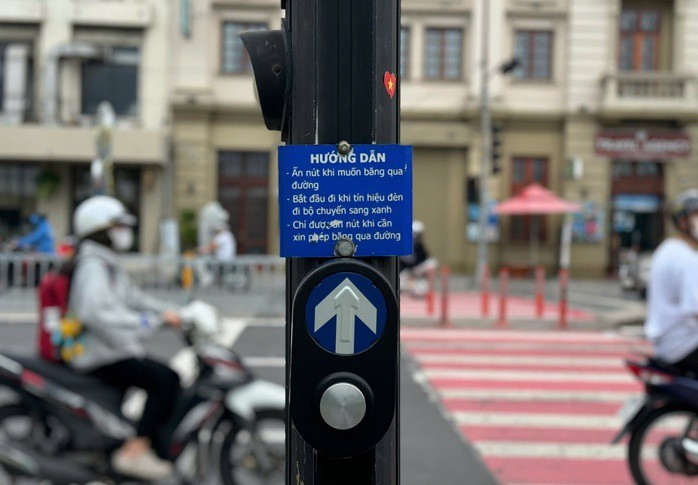 HƯỚNG DẪN
- Ấn nút khi muốn băng qua
đường
- Bắt đầu đi khi tín hiệu đèn
đi bộ chuyển sang xanh
- Chỉ được ấn nút khi cần
xin phép băng qua đường